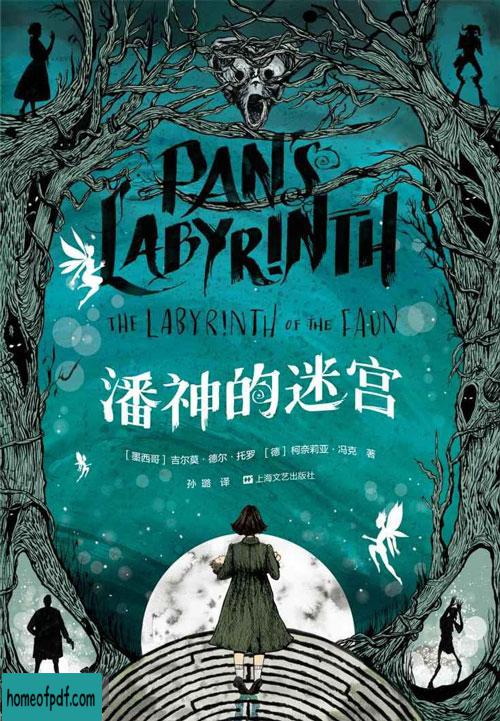 PAN'S
LABYRINTH
THE LABYRINTH OF THE FAUN
潘神的迷宫
[墨西哥] 吉尔莫·德尔·托罗 [德] 柯奈莉亚·冯克 著
孙璐 译 上海文艺出版社
homeofpdf.com